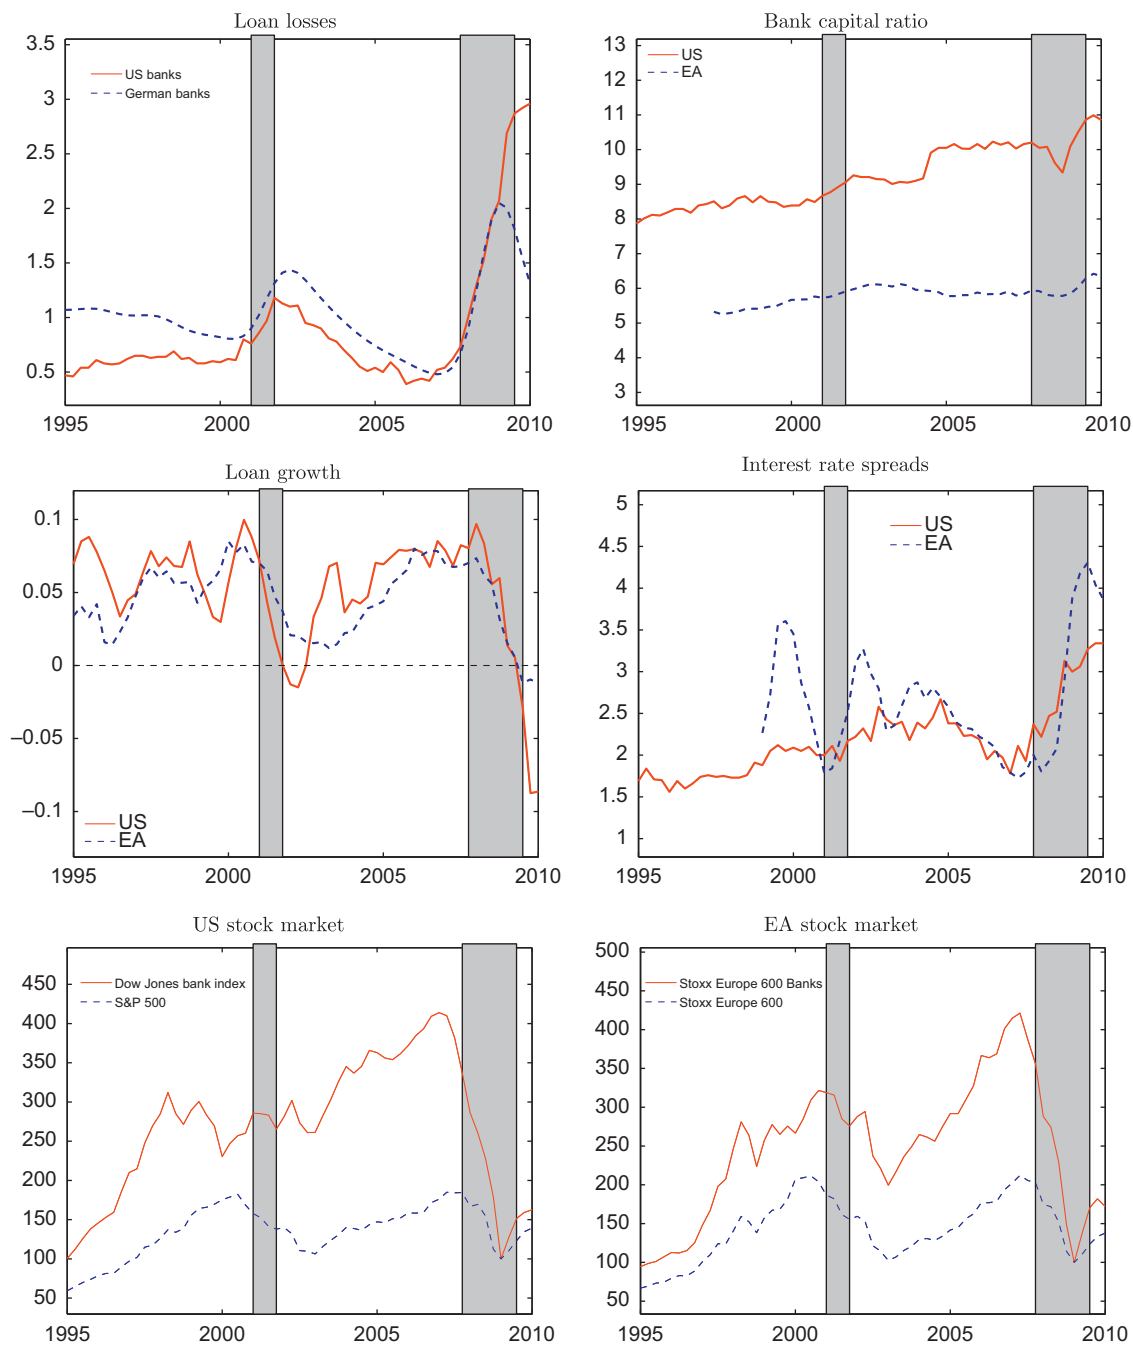 Loan losses
3.5
3
2.5
2
1.5
1
0.5
US banks
German banks
1995 2000 2005 2010
Bank capital ratio
13
12
11
10
9
8
7
6
5
4
3
US
EA
1995 2000 2005 2010
Loan growth
0.1
0.05
0
–0.05
–0.1
US
EA
1995 2000 2005 2010
Interest rate spreads
5
4.5
4
3.5
3
2.5
2
1.5
1
US
EA
1995 2000 2005 2010
US stock market
450
400
350
300
250
200
150
100
50
Dow Jones bank index
S&P 500
1995 2000 2005 2010
EA stock market
500
450
400
350
300
250
200
150
100
50
Stoxx Europe 600 Banks
Stoxx Europe 600
1995 2000 2005 2010